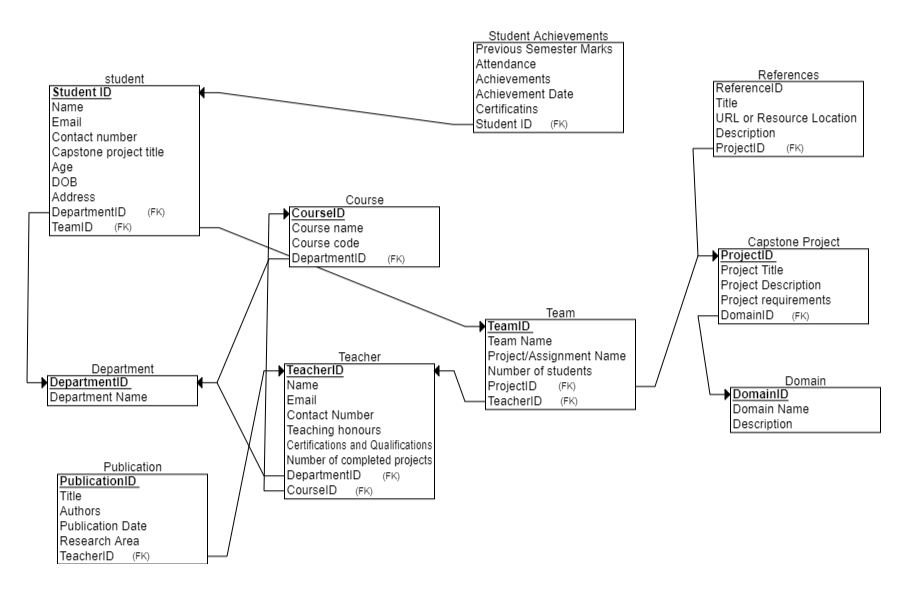 Student Achievements
Previous Semester Marks
Attendance
Achievements
Achievement Date
Certificatins
Student ID (FK)
student
Student ID
Name
Email
Contact number
Capstone project title
Age
DOB
Address
DepartmentID (FK)
TeamID (FK)
References
ReferenceID
Title
URL or Resource Location
Description
ProjectID (FK)
Course
CourseID
Course name
Course code
DepartmentID (FK)
Capstone Project
ProjectID
Project Title
Project Description
Project requirements
DomainID (FK)
Team
TeamID
Team Name
Project/Assignment Name
Number of students
ProjectID (FK)
TeacherID (FK)
Department
DepartmentID
Department Name
Teacher
TeacherID
Name
Email
Contact Number
Teaching honours
Certifications and Qualifications
Number of completed projects
DepartmentID (FK)
CourseID (FK)
Domain
DomainID
Domain Name
Description
Publication
PublicationID
Title
Authors
Publication Date
Research Area
TeacherID (FK)